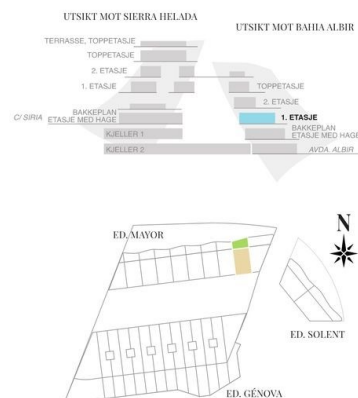 UTSIKT MOT SIERRA HELADA
UTSIKT MOT BAHIA ALBIR
TERRASSE, TOPPETASJE
TOPPETASJE
2. ETASJE
1. ETASJE
TOPPETASJE
2. ETASJE
C/ SIRIA
BAKKEPLAN
ETASJE MED HAGE
1. ETASJE
KJELLER 1
BAKKEPLAN
ETASJE MED HAGE
KJELLER 2
AVDA. ALBIR
N
ED. MAYOR
ED. SOLENT
ED. GÉNOVA